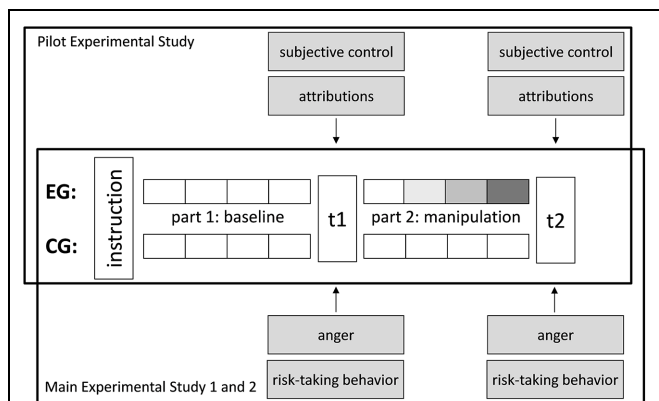 Pilot Experimental Study
subjective control
subjective control
attributions
attributions
EG:
instruction
part 1: baseline
t1
part 2: manipulation
t2
CG:
anger
anger
risk-taking behavior
risk-taking behavior
Main Experimental Study 1 and 2